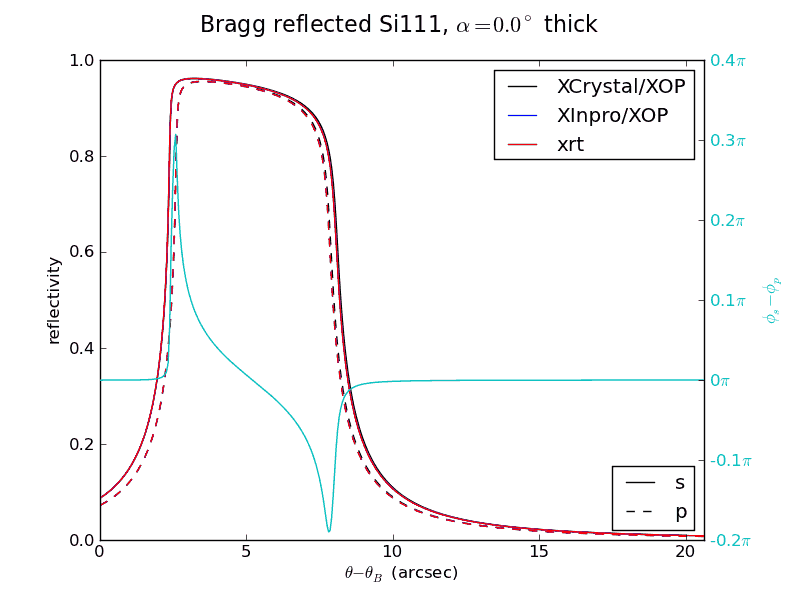 Bragg reflected Si111, α=0.0° thick
1.0
0.8
0.6
0.4
0.2
0.0
reflectivity
0.4π
0.3π
0.2π
0.1π
0π
-0.1π
-0.2π
ϕs−ϕp
XCrystal/XOP
XInpro/XOP
xrt
s
p
0
5
10
15
20
θ−θB (arcsec)